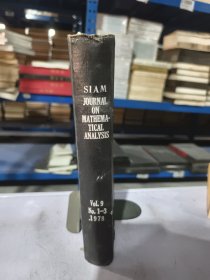 SIAM
JOURNAL
ON
MATHEMA-
TICAL
ANALYSIS
Vol. 9
No. 1-3
1978